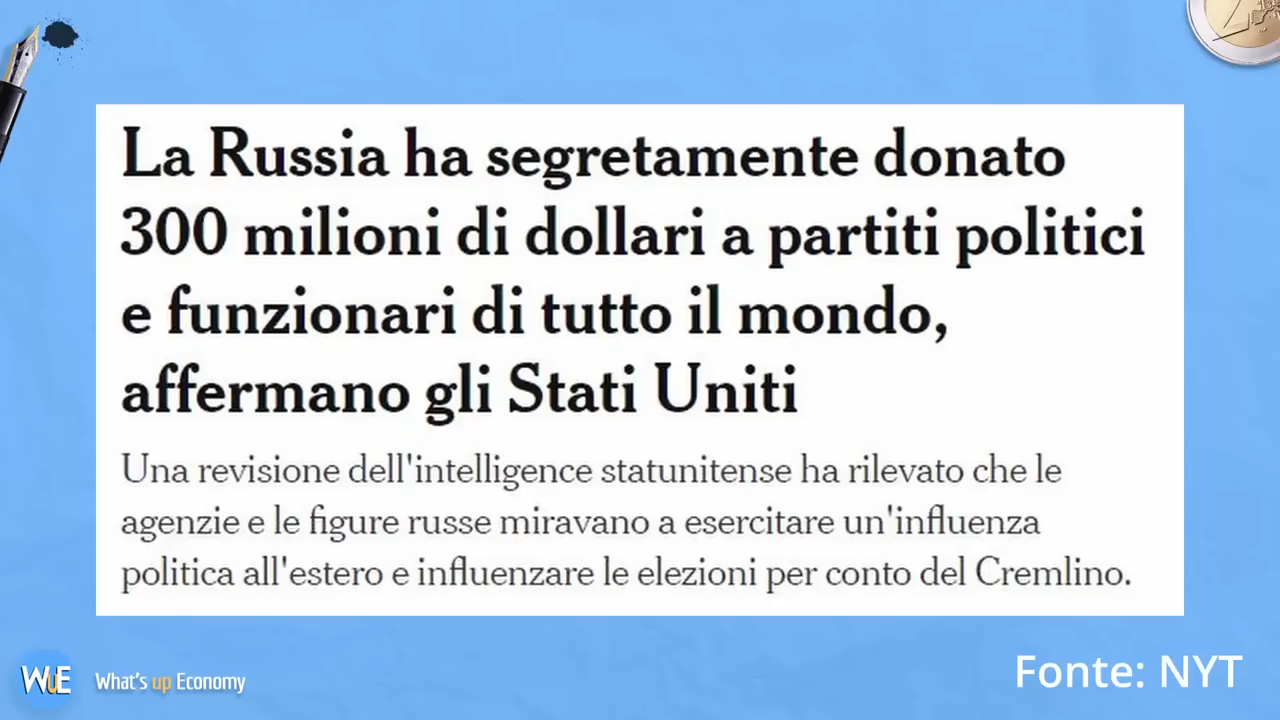 La Russia ha segretamente donato
300 milioni di dollari a partiti politici
e funzionari di tutto il mondo,
affermano gli Stati Uniti
Una revisione dell'intelligence statunitense ha rilevato che le
agenzie e le figure russe miravano a esercitare un'influenza
politica all'estero e influenzare le elezioni per conto del Cremlino.
WuE What's up Economy
Fonte: NYT